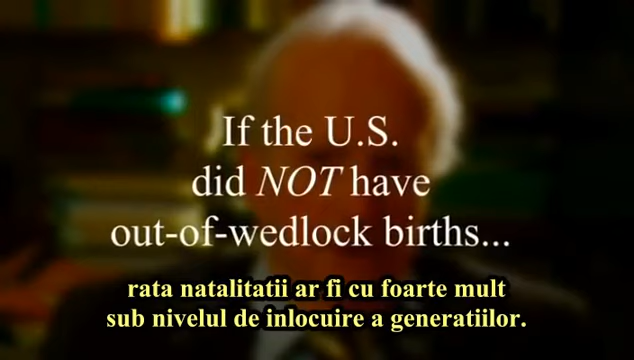 If the U.S.
did NOT have
out-of-wedlock births...
rata natalitatii ar fi cu foarte mult
sub nivelul de inlocuire a generatiilor.